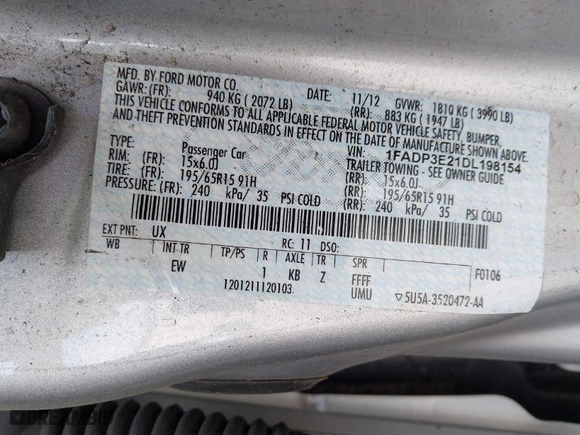 MFD. BY FORD MOTOR CO.
DATE: 11/12 GVWR: 1810 KG ( 3990 LB)
GAWR: (FR): 940 KG ( 2072 LB) (RR): 883 KG ( 1947 LB)
THIS VEHICLE CONFORMS TO ALL APPLICABLE FEDERAL MOTOR VEHICLE SAFETY, BUMPER,
AND THEFT PREVENTION STANDARDS IN EFFECT ON THE DATE OF MANUFACTURE SHOWN ABOVE.
VIN: 1FADP3E21DL198154
TYPE: Passenger Car TRAILER TOWING - SEE OWNER GUIDE
RIM: (FR): 15x6.0J (RR): 15x6.0J
TIRE: (FR): 195/65R15 91H (RR): 195/65R15 91H
PRESSURE: (FR): 240 kPa/ 35 PSI COLD (RR): 240 kPa/ 35 PSI COLD
EXT PNT: UX RC: 11 DSO: F0106
WB INT TR TP/PS R AXLE TR SPR
EW 1 KB Z FFFF
UMU
1201211120103. ▽5U5A-3520472-AA
DREAMBID